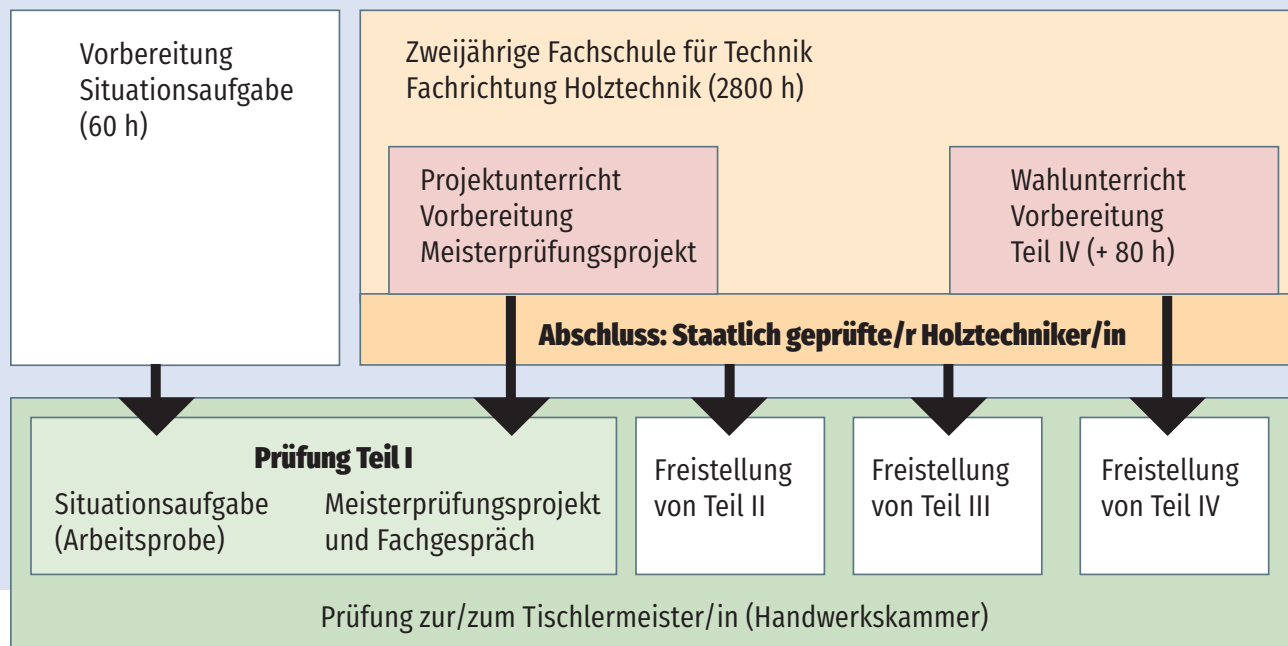 Vorbereitung
Situationsaufgabe
(60 h)
Zweijährige Fachschule für Technik
Fachrichtung Holztechnik (2800 h)
Projektunterricht
Vorbereitung
Meisterprüfungsprojekt
Wahlunterricht
Vorbereitung
Teil IV (+ 80 h)
Abschluss: Staatlich geprüfte/r Holztechniker/in
Prüfung Teil I
Situationsaufgabe
(Arbeitsprobe)
Meisterprüfungsprojekt
und Fachgespräch
Freistellung
von Teil II
Freistellung
von Teil III
Freistellung
von Teil IV
Prüfung zur/zum Tischlermeister/in (Handwerkskammer)